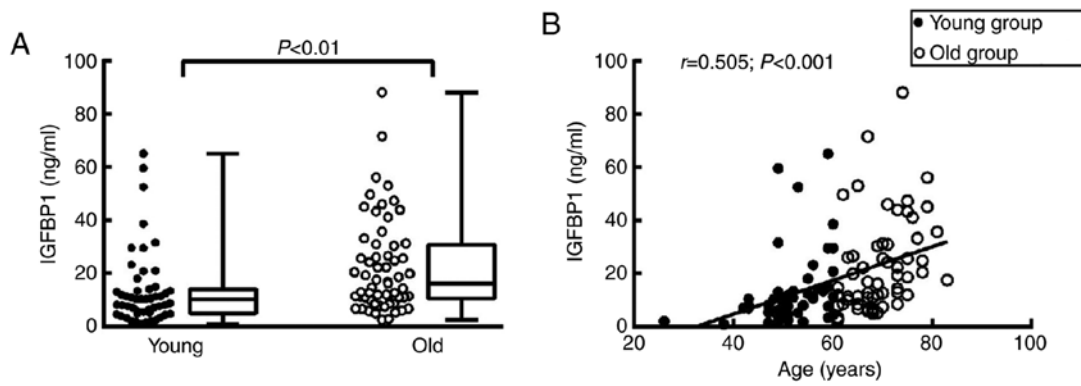 A
P<0.01
100
80
60
40
20
0
IGFBP1 (ng/ml)
Young
Old
B
Young group
Old group
r=0.505; P<0.001
100
80
60
40
20
0
IGFBP1 (ng/ml)
20
40
60
80
100
Age (years)